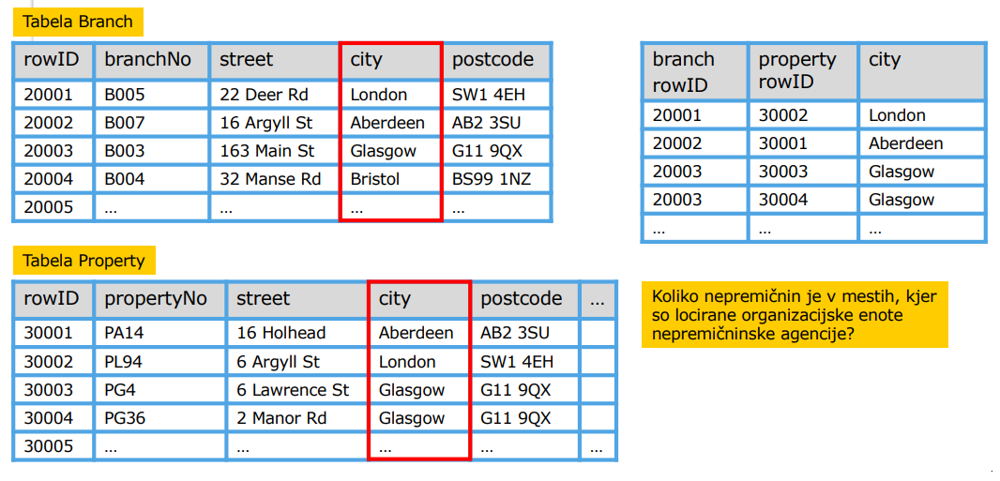 Tabela Branch
rowID branchNo street city postcode
20001 B005 22 Deer Rd London SW1 4EH
20002 B007 16 Argyll St Aberdeen AB2 3SU
20003 B003 163 Main St Glasgow G11 9QX
20004 B004 32 Manse Rd Bristol BS99 1NZ
20005 … … … …
branch rowID property rowID city
20001 30002 London
20002 30001 Aberdeen
20003 30003 Glasgow
20003 30004 Glasgow
… … …
Tabela Property
rowID propertyNo street city postcode …
30001 PA14 16 Holhead Aberdeen AB2 3SU
30002 PL94 6 Argyll St London SW1 4EH
30003 PG4 6 Lawrence St Glasgow G11 9QX
30004 PG36 2 Manor Rd Glasgow G11 9QX
30005 … … … … …
Koliko nepremičnin je v mestih, kjer
so locirane organizacijske enote
nepremičninske agencije?